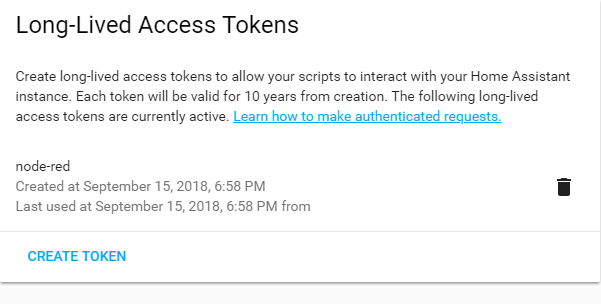 Long-Lived Access Tokens
Create long-lived access tokens to allow your scripts to interact with your Home Assistant
instance. Each token will be valid for 10 years from creation. The following long-lived
access tokens are currently active. Learn how to make authenticated requests.
node-red
Created at September 15, 2018, 6:58 PM
Last used at September 15, 2018, 6:58 PM from
CREATE TOKEN